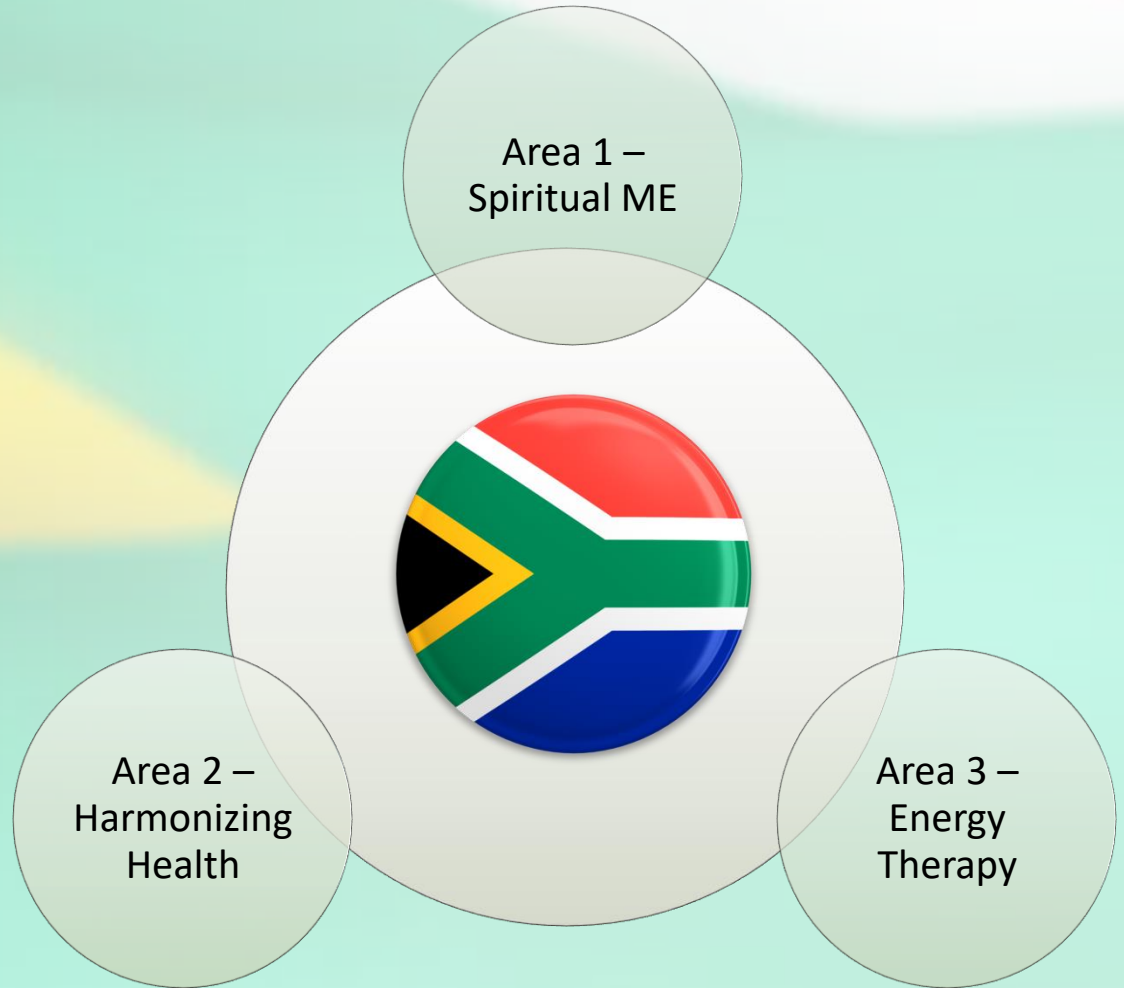 Area 1 –
Spiritual ME
Area 2 –
Harmonizing
Health
Area 3 –
Energy
Therapy